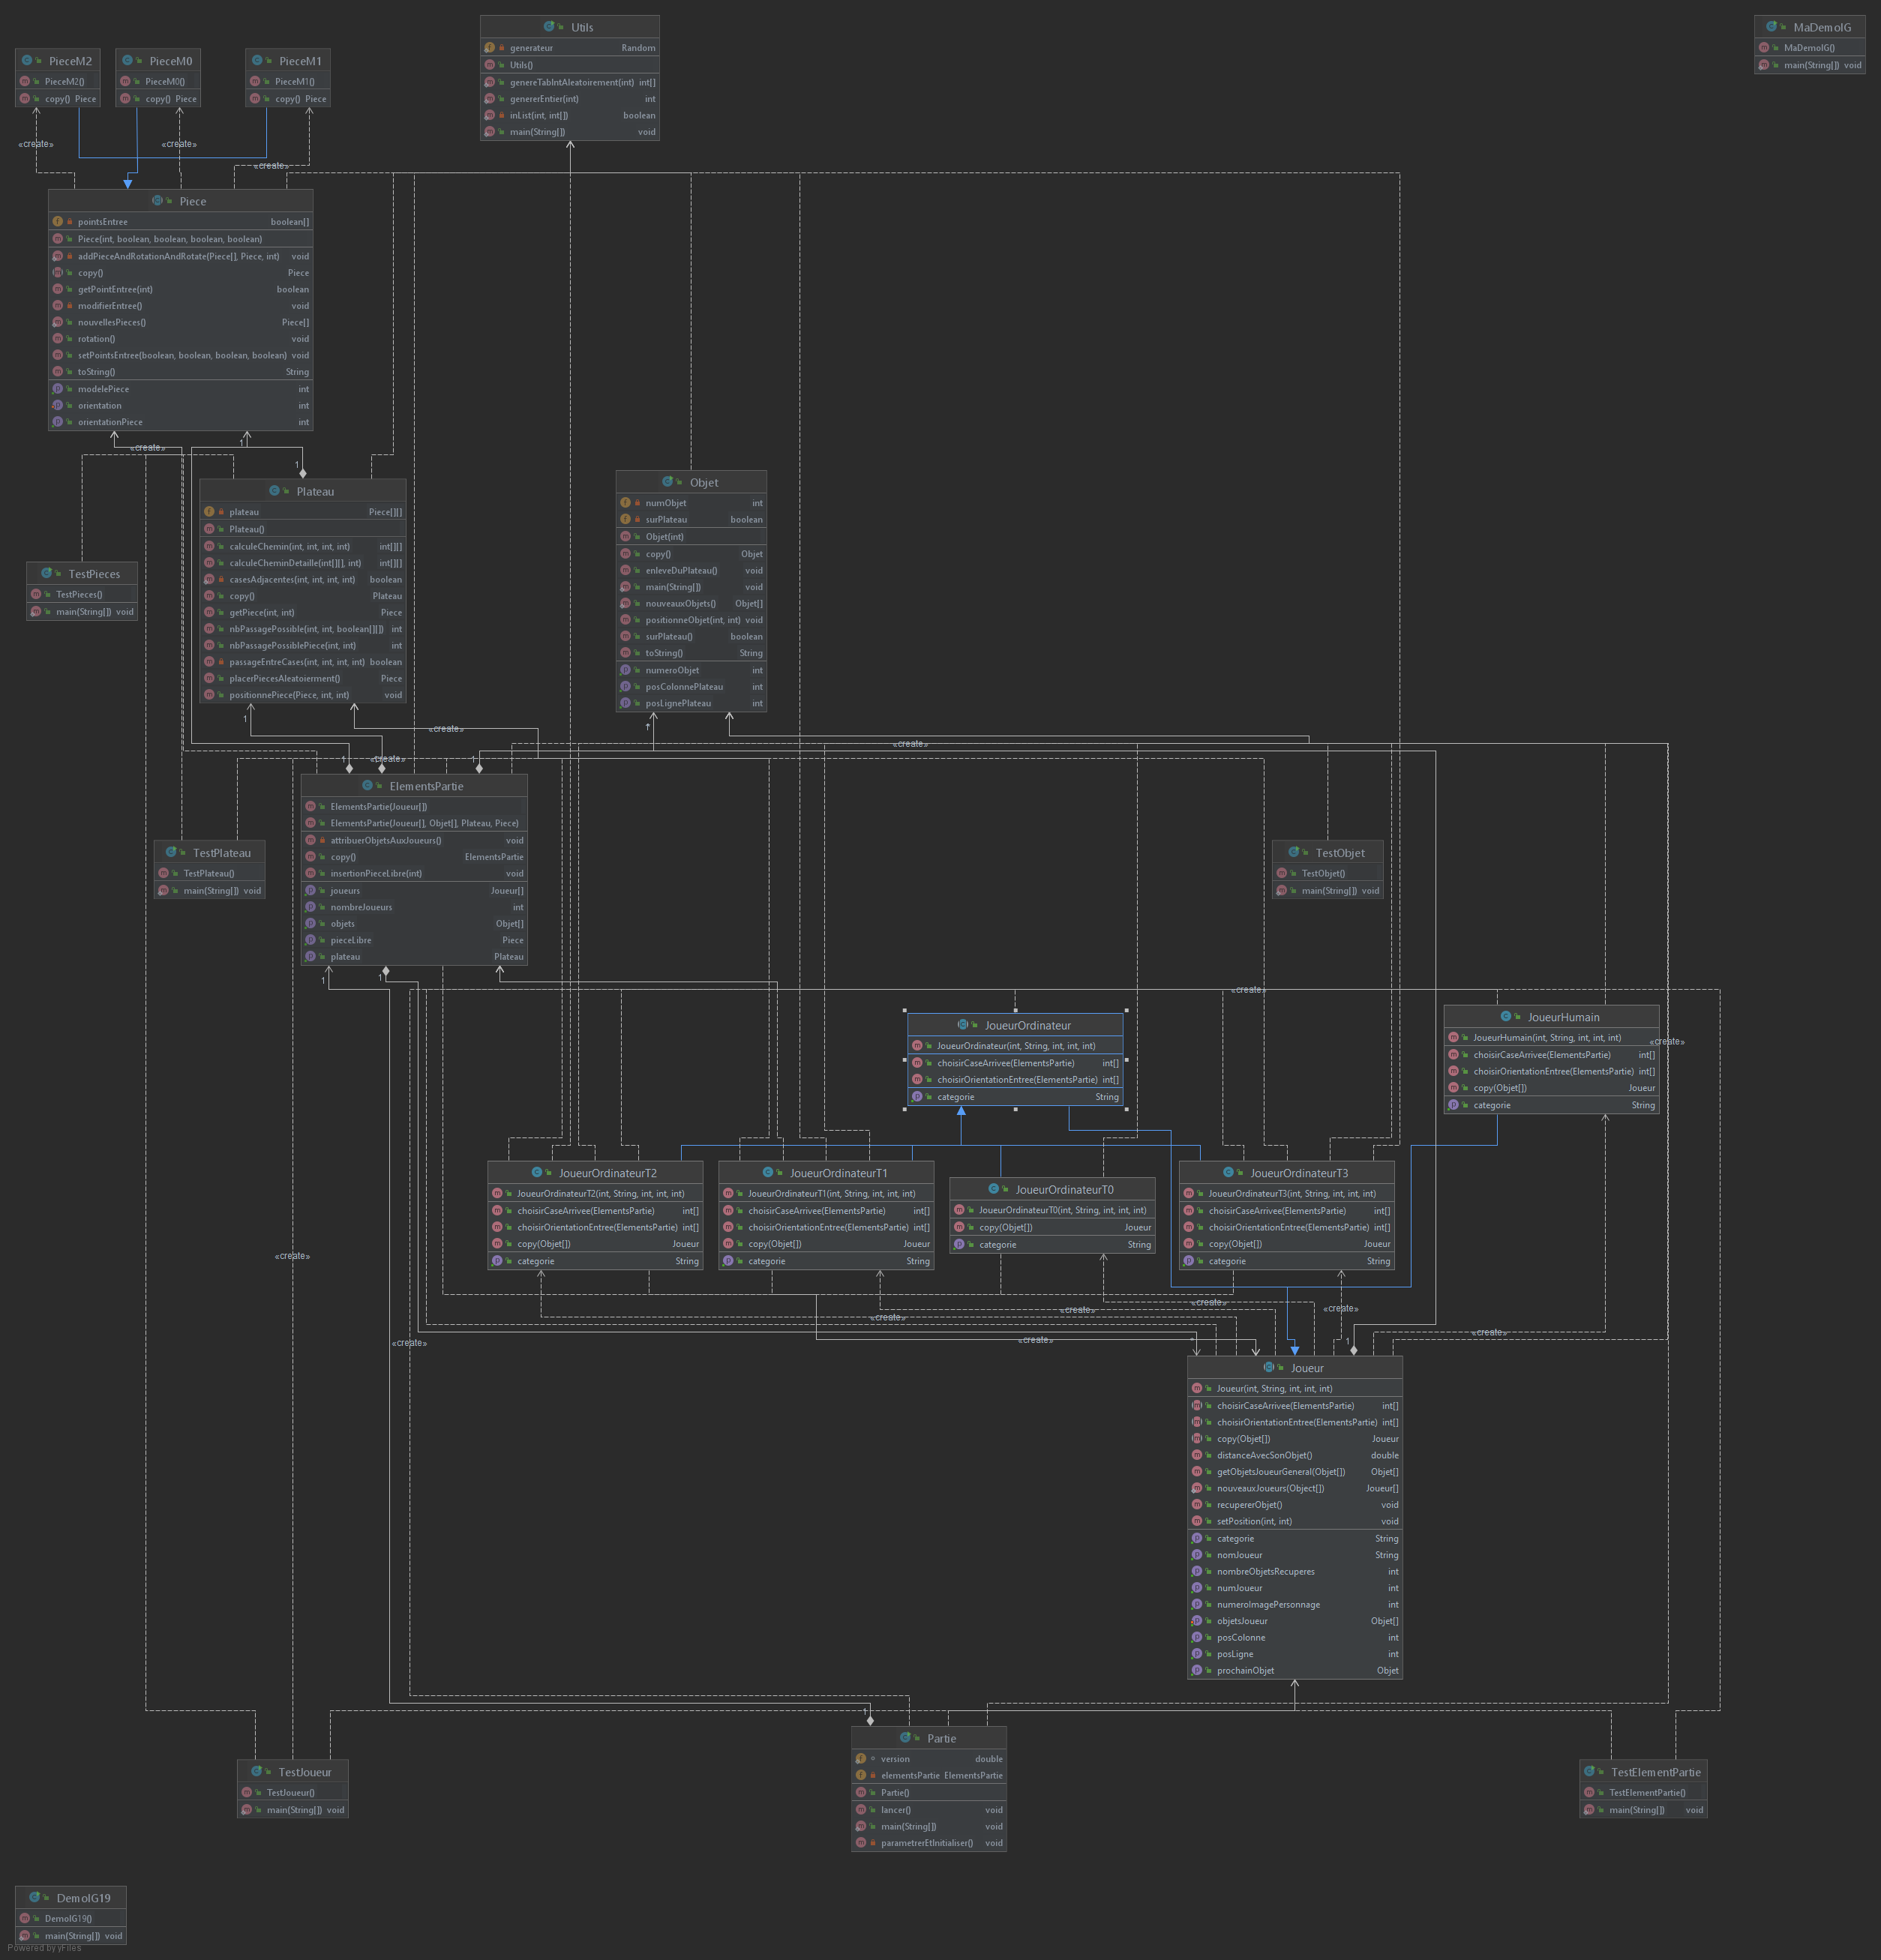 Utils
generateur Random
Utils()
genereTabIntAleatoirement(int) int[]
genererEntier(int) int
inList(int, int[]) boolean
main(String[]) void
MaDemoIG
MaDemoIG()
main(String[]) void
PieceM2
PieceM2()
copy() Piece
PieceM0
PieceM0()
copy() Piece
PieceM1
PieceM1()
copy() Piece
«create»
«create»
«create»
Piece
pointsEntree boolean[]
Piece(int, boolean, boolean, boolean, boolean)
addPieceAndRotationAndRotate(Piece[], Piece, int) void
copy() Piece
getPointEntree(int) boolean
modifierEntree() void
nouvellesPieces() Piece[]
rotation() void
setPointsEntree(boolean, boolean, boolean, boolean) void
toString() String
modelePiece int
orientation int
orientationPiece int
«create»
1
1
Plateau
plateau Piece[][]
Plateau()
calculeChemin(int, int, int, int) int[][]
calculeCheminDetaille(int[][], int) int[][]
casesAdjacentes(int, int, int, int) boolean
copy() Plateau
getPiece(int, int) Piece
nbPassagePossible(int, int, boolean[][]) int
nbPassagePossiblePiece(int, int) int
passageEntreCases(int, int, int, int) boolean
placerPiecesAleatoierment() Piece
positionnePiece(Piece, int, int) void
Objet
numObjet int
surPlateau boolean
Objet(int)
copy() Objet
enleveDuPlateau() void
main(String[]) void
nouveauxObjets() Objet[]
positionneObjet(int, int) void
surPlateau() boolean
toString() String
numeroObjet int
posColonnePlateau int
posLignePlateau int
TestPieces
TestPieces()
main(String[]) void
1
«create»
*
«create»
1
«create»
1
ElementsPartie
ElementsPartie(Joueur[])
ElementsPartie(Joueur[], Objet[], Plateau, Piece)
attribuerObjetsAuxJoueurs() void
copy() ElementsPartie
insertionPieceLibre(int) void
joueurs Joueur[]
nombreJoueurs int
objets Objet[]
pieceLibre Piece
plateau Plateau
TestPlateau
TestPlateau()
main(String[]) void
TestObjet
TestObjet()
main(String[]) void
1
1
«create»
JoueurOrdinateur
JoueurOrdinateur(int, String, int, int, int)
choisirCaseArrivee(ElementsPartie) int[]
choisirOrientationEntree(ElementsPartie) int[]
categorie String
JoueurHumain
JoueurHumain(int, String, int, int, int)
choisirCaseArrivee(ElementsPartie) int[]
choisirOrientationEntree(ElementsPartie) int[]
copy(Objet[]) Joueur
categorie String
«create»
JoueurOrdinateurT2
JoueurOrdinateurT2(int, String, int, int, int)
choisirCaseArrivee(ElementsPartie) int[]
choisirOrientationEntree(ElementsPartie) int[]
copy(Objet[]) Joueur
categorie String
JoueurOrdinateurT1
JoueurOrdinateurT1(int, String, int, int, int)
choisirCaseArrivee(ElementsPartie) int[]
choisirOrientationEntree(ElementsPartie) int[]
copy(Objet[]) Joueur
categorie String
JoueurOrdinateurT0
JoueurOrdinateurT0(int, String, int, int, int)
copy(Objet[]) Joueur
categorie String
JoueurOrdinateurT3
JoueurOrdinateurT3(int, String, int, int, int)
choisirCaseArrivee(ElementsPartie) int[]
choisirOrientationEntree(ElementsPartie) int[]
copy(Objet[]) Joueur
categorie String
«create»
«create»
«create»
«create»
«create»
«create»
«create»
*
1
Joueur
Joueur(int, String, int, int, int)
choisirCaseArrivee(ElementsPartie) int[]
choisirOrientationEntree(ElementsPartie) int[]
copy(Objet[]) Joueur
distanceAvecSonObjet() double
getObjetsJoueurGeneral(Objet[]) Objet[]
nouveauxJoueurs(Object[]) Joueur[]
recupererObjet() void
setPosition(int, int) void
categorie String
nomJoueur String
nombreObjetsRecuperes int
numJoueur int
numeroImagePersonnage int
objetsJoueur Objet[]
posColonne int
posLigne int
prochainObjet Objet
1
Partie
version double
elementsPartie ElementsPartie
Partie()
lancer() void
main(String[]) void
parametrerEtInitialiser() void
TestJoueur
TestJoueur()
main(String[]) void
TestElementPartie
TestElementPartie()
main(String[]) void
DemoIG19
DemoIG19()
main(String[]) void
Powered by yFiles